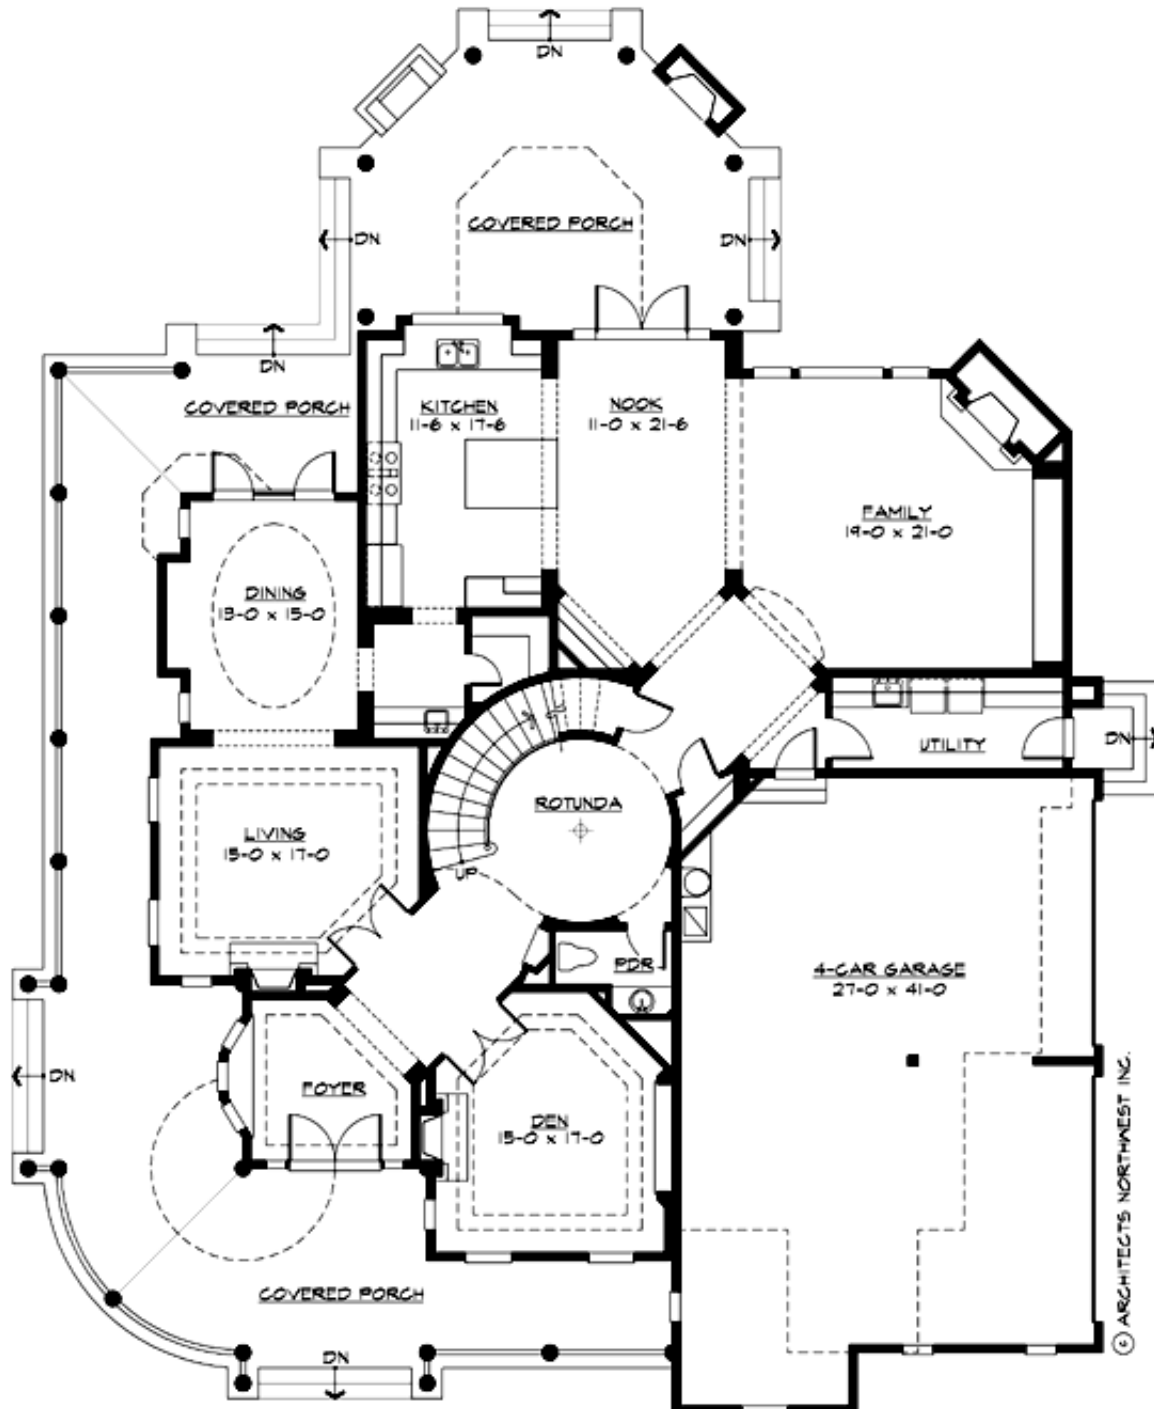 DN
COVERED PORCH
DN
DN
DN
COVERED PORCH
KITCHEN
11-6 x 17-6
NOOK
11-0 x 21-6
FAMILY
19-0 x 21-0
DINING
13-0 x 15-0
UTILITY
DN
ROTUNDA
LIVING
15-0 x 17-0
UP
PDR
4-CAR GARAGE
27-0 x 41-0
DN
FOYER
DEN
15-0 x 17-0
COVERED PORCH
DN
© ARCHITECTS NORTHWEST INC.